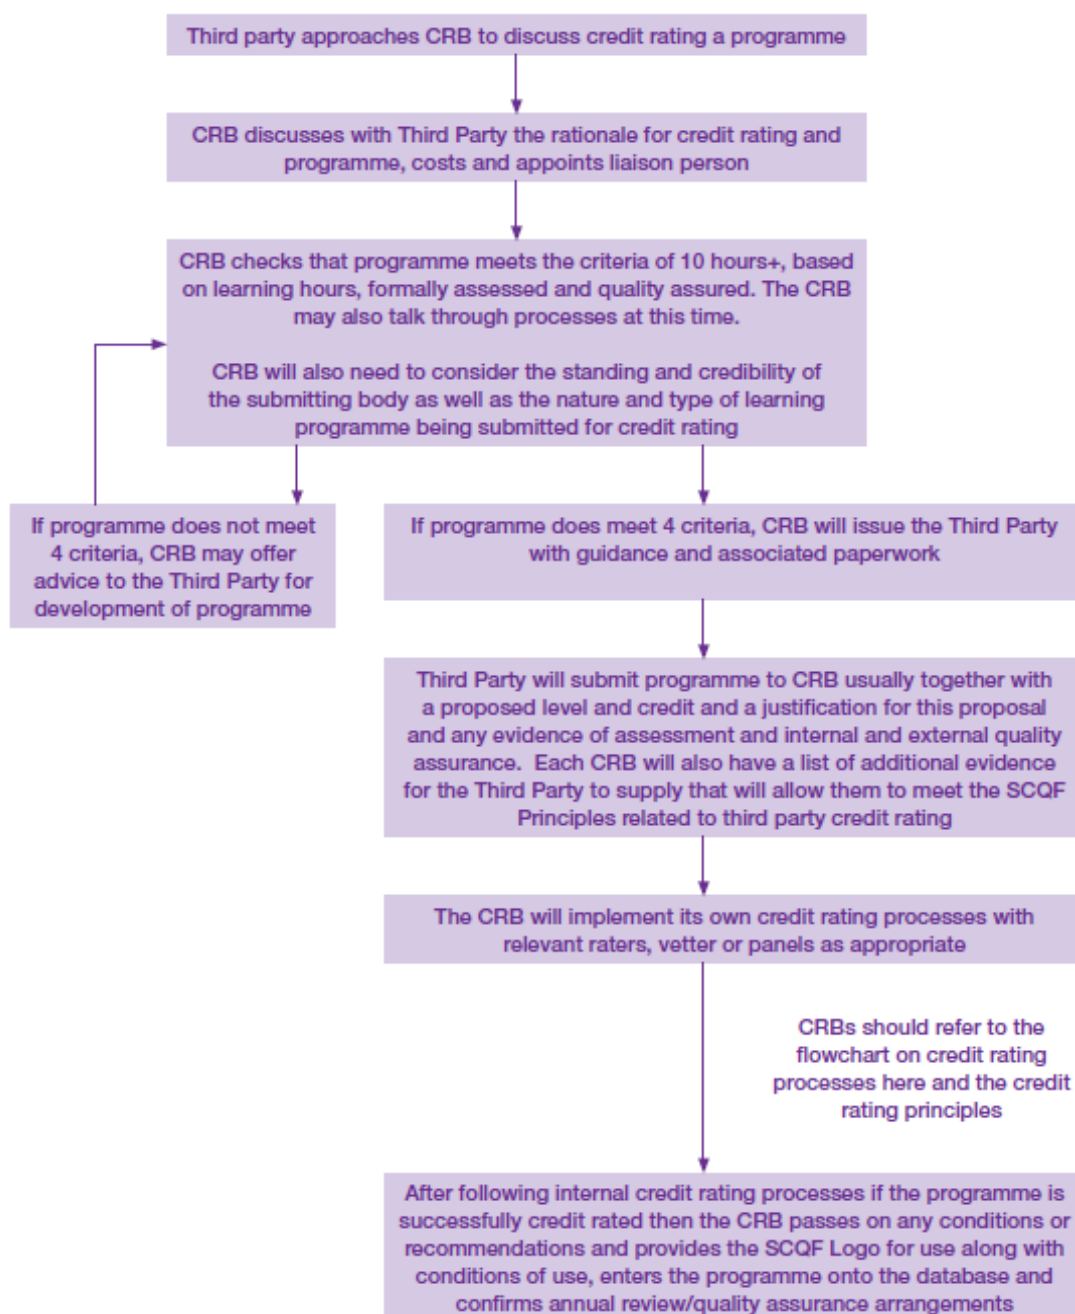 Third party approaches CRB to discuss credit rating a programme
CRB discusses with Third Party the rationale for credit rating and
programme, costs and appoints liaison person
CRB checks that programme meets the criteria of 10 hours+, based
on learning hours, formally assessed and quality assured. The CRB
may also talk through processes at this time.
CRB will also need to consider the standing and credibility of
the submitting body as well as the nature and type of learning
programme being submitted for credit rating
If programme does not meet
4 criteria, CRB may offer
advice to the Third Party for
development of programme
If programme does meet 4 criteria, CRB will issue the Third Party
with guidance and associated paperwork
Third Party will submit programme to CRB usually together with
a proposed level and credit and a justification for this proposal
and any evidence of assessment and internal and external quality
assurance. Each CRB will also have a list of additional evidence
for the Third Party to supply that will allow them to meet the SCQF
Principles related to third party credit rating
The CRB will implement its own credit rating processes with
relevant raters, vetter or panels as appropriate
CRBs should refer to the
flowchart on credit rating
processes here and the credit
rating principles
After following internal credit rating processes if the programme is
successfully credit rated then the CRB passes on any conditions or
recommendations and provides the SCQF Logo for use along with
conditions of use, enters the programme onto the database and
confirms annual review/quality assurance arrangements